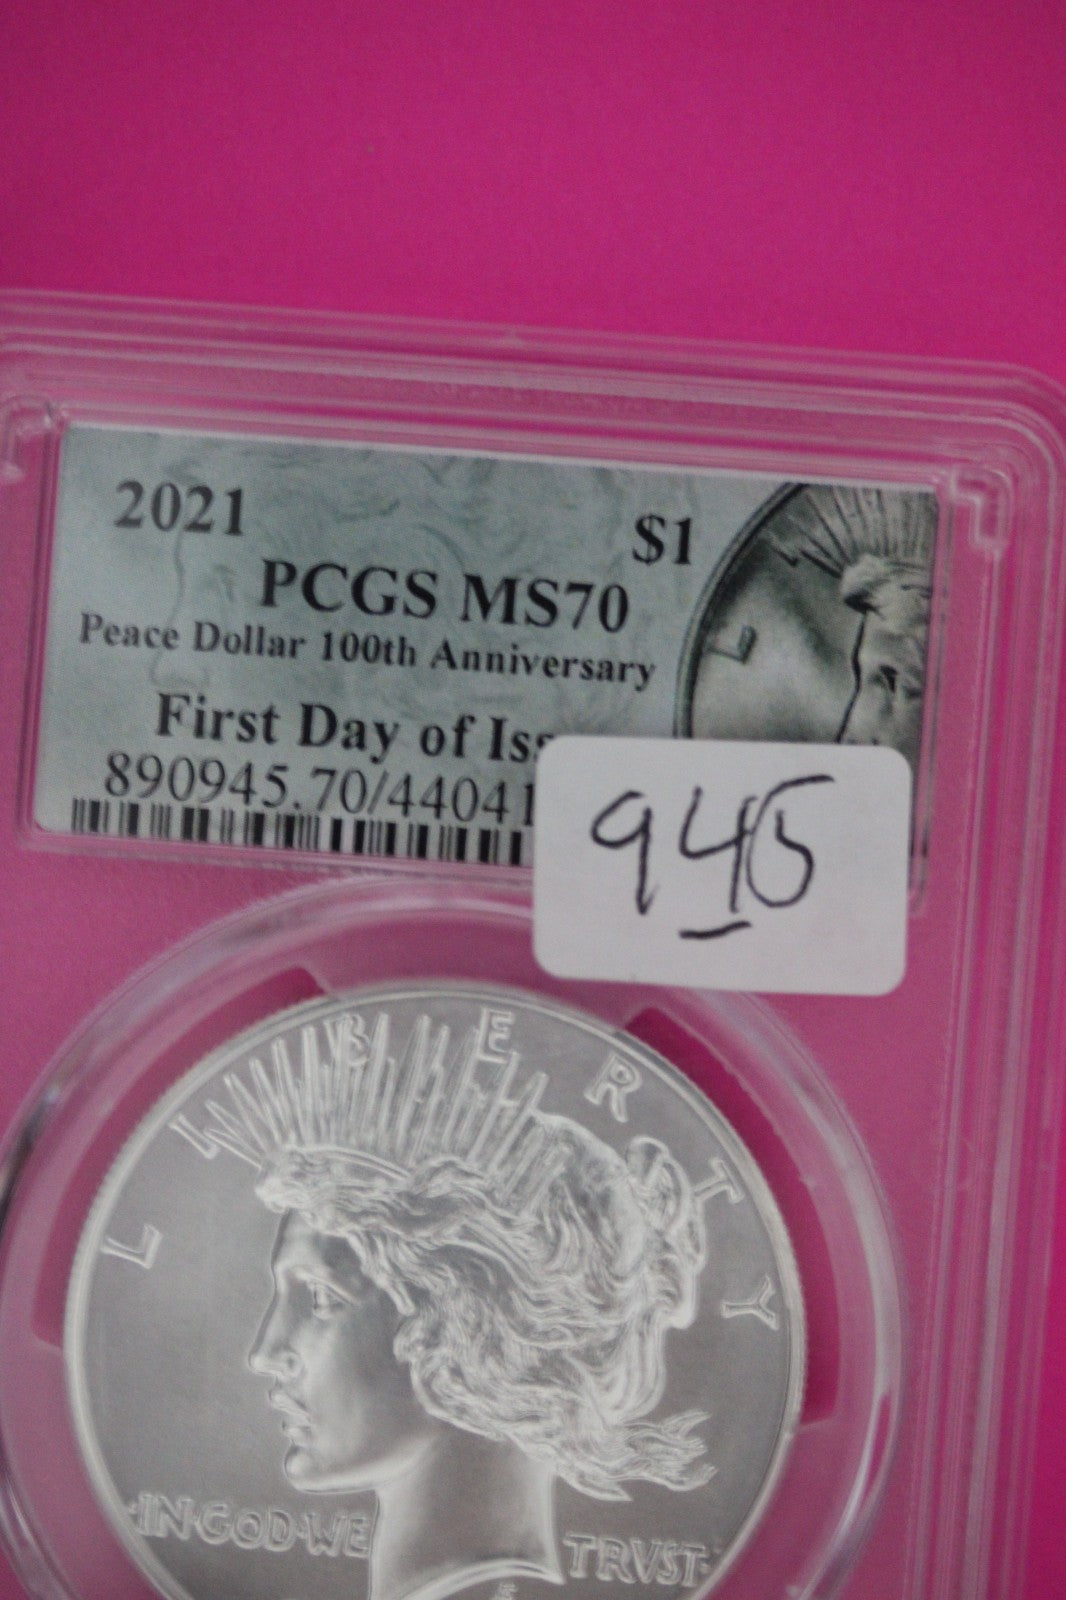 2021 $1
PCGS MS70
Peace Dollar 100th Anniversary
First Day of Iss
890945.70/44041
945
LIBERTY
IN·GOD·WE TRVST·